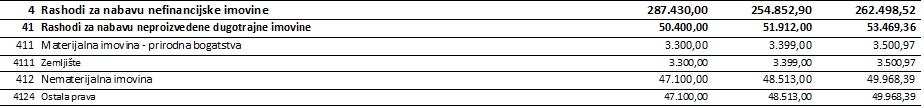 4 Rashodi za nabavu nefinancijske imovine 287.430,00 254.852,90 262.498,52
41 Rashodi za nabavu neproizvedene dugotrajne imovine 50.400,00 51.912,00 53.469,36
411 Materijalna imovina - prirodna bogatstva 3.300,00 3.399,00 3.500,97
4111 Zemljište 3.300,00 3.399,00 3.500,97
412 Nematerijalna imovina 47.100,00 48.513,00 49.968,39
4124 Ostala prava 47.100,00 48.513,00 49.968,39